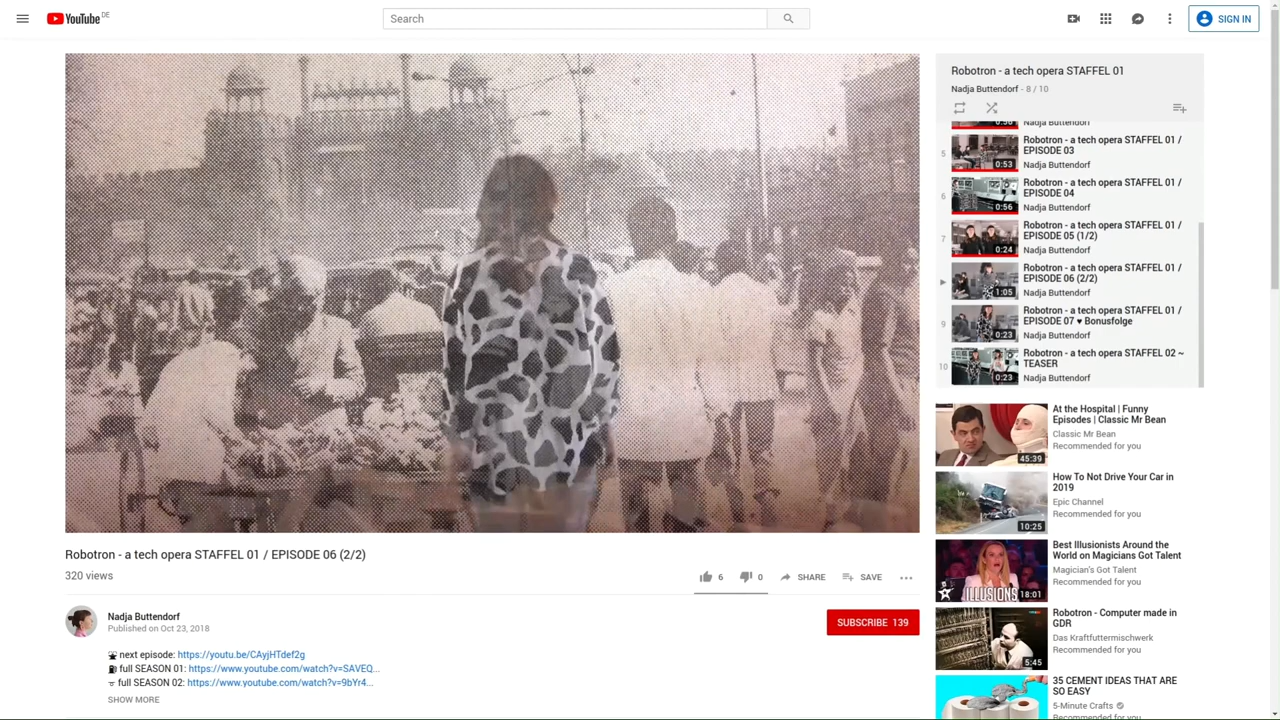 YouTube DE
Search
SIGN IN
Robotron - a tech opera STAFFEL 01
Nadja Buttendorf - 8 / 10
0:50
Nadja Buttendorf
5
0:53
Robotron - a tech opera STAFFEL 01 /
EPISODE 03
Nadja Buttendorf
6
0:56
Robotron - a tech opera STAFFEL 01 /
EPISODE 04
Nadja Buttendorf
7
0:24
Robotron - a tech opera STAFFEL 01 /
EPISODE 05 (1/2)
Nadja Buttendorf
1:05
Robotron - a tech opera STAFFEL 01 /
EPISODE 06 (2/2)
Nadja Buttendorf
9
0:23
Robotron - a tech opera STAFFEL 01 /
EPISODE 07 ♥ Bonusfolge
Nadja Buttendorf
10
0:23
Robotron - a tech opera STAFFEL 02 ~
TEASER
Nadja Buttendorf
45:39
At the Hospital | Funny
Episodes | Classic Mr Bean
Classic Mr Bean
Recommended for you
10:25
How To Not Drive Your Car in
2019
Epic Channel
Recommended for you
ILLUSIONS
18:01
Best Illusionists Around the
World on Magicians Got Talent
Magician's Got Talent
Recommended for you
5:45
Robotron - Computer made in
GDR
Das Kraftfuttermischwerk
Recommended for you
35 CEMENT IDEAS THAT ARE
SO EASY
5-Minute Crafts
Recommended for you
Robotron - a tech opera STAFFEL 01 / EPISODE 06 (2/2)
320 views
6
0
SHARE
SAVE
Nadja Buttendorf
Published on Oct 23, 2018
SUBSCRIBE 139
next episode: https://youtu.be/CAyjHTdef2g
full SEASON 01: https://www.youtube.com/watch?v=SAVEQ...
full SEASON 02: https://www.youtube.com/watch?v=9bYr4...
SHOW MORE